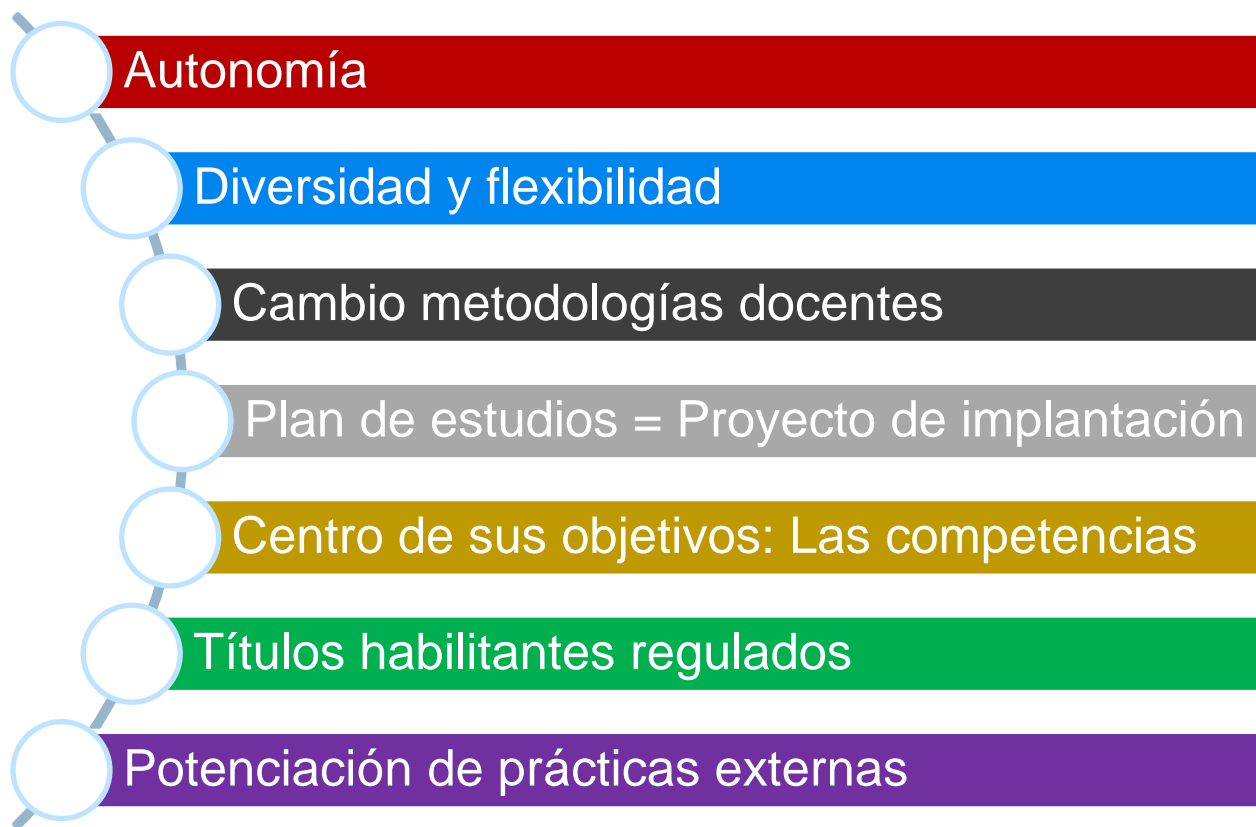 Autonomía
Diversidad y flexibilidad
Cambio metodologías docentes
Plan de estudios = Proyecto de implantación
Centro de sus objetivos: Las competencias
Títulos habilitantes regulados
Potenciación de prácticas externas